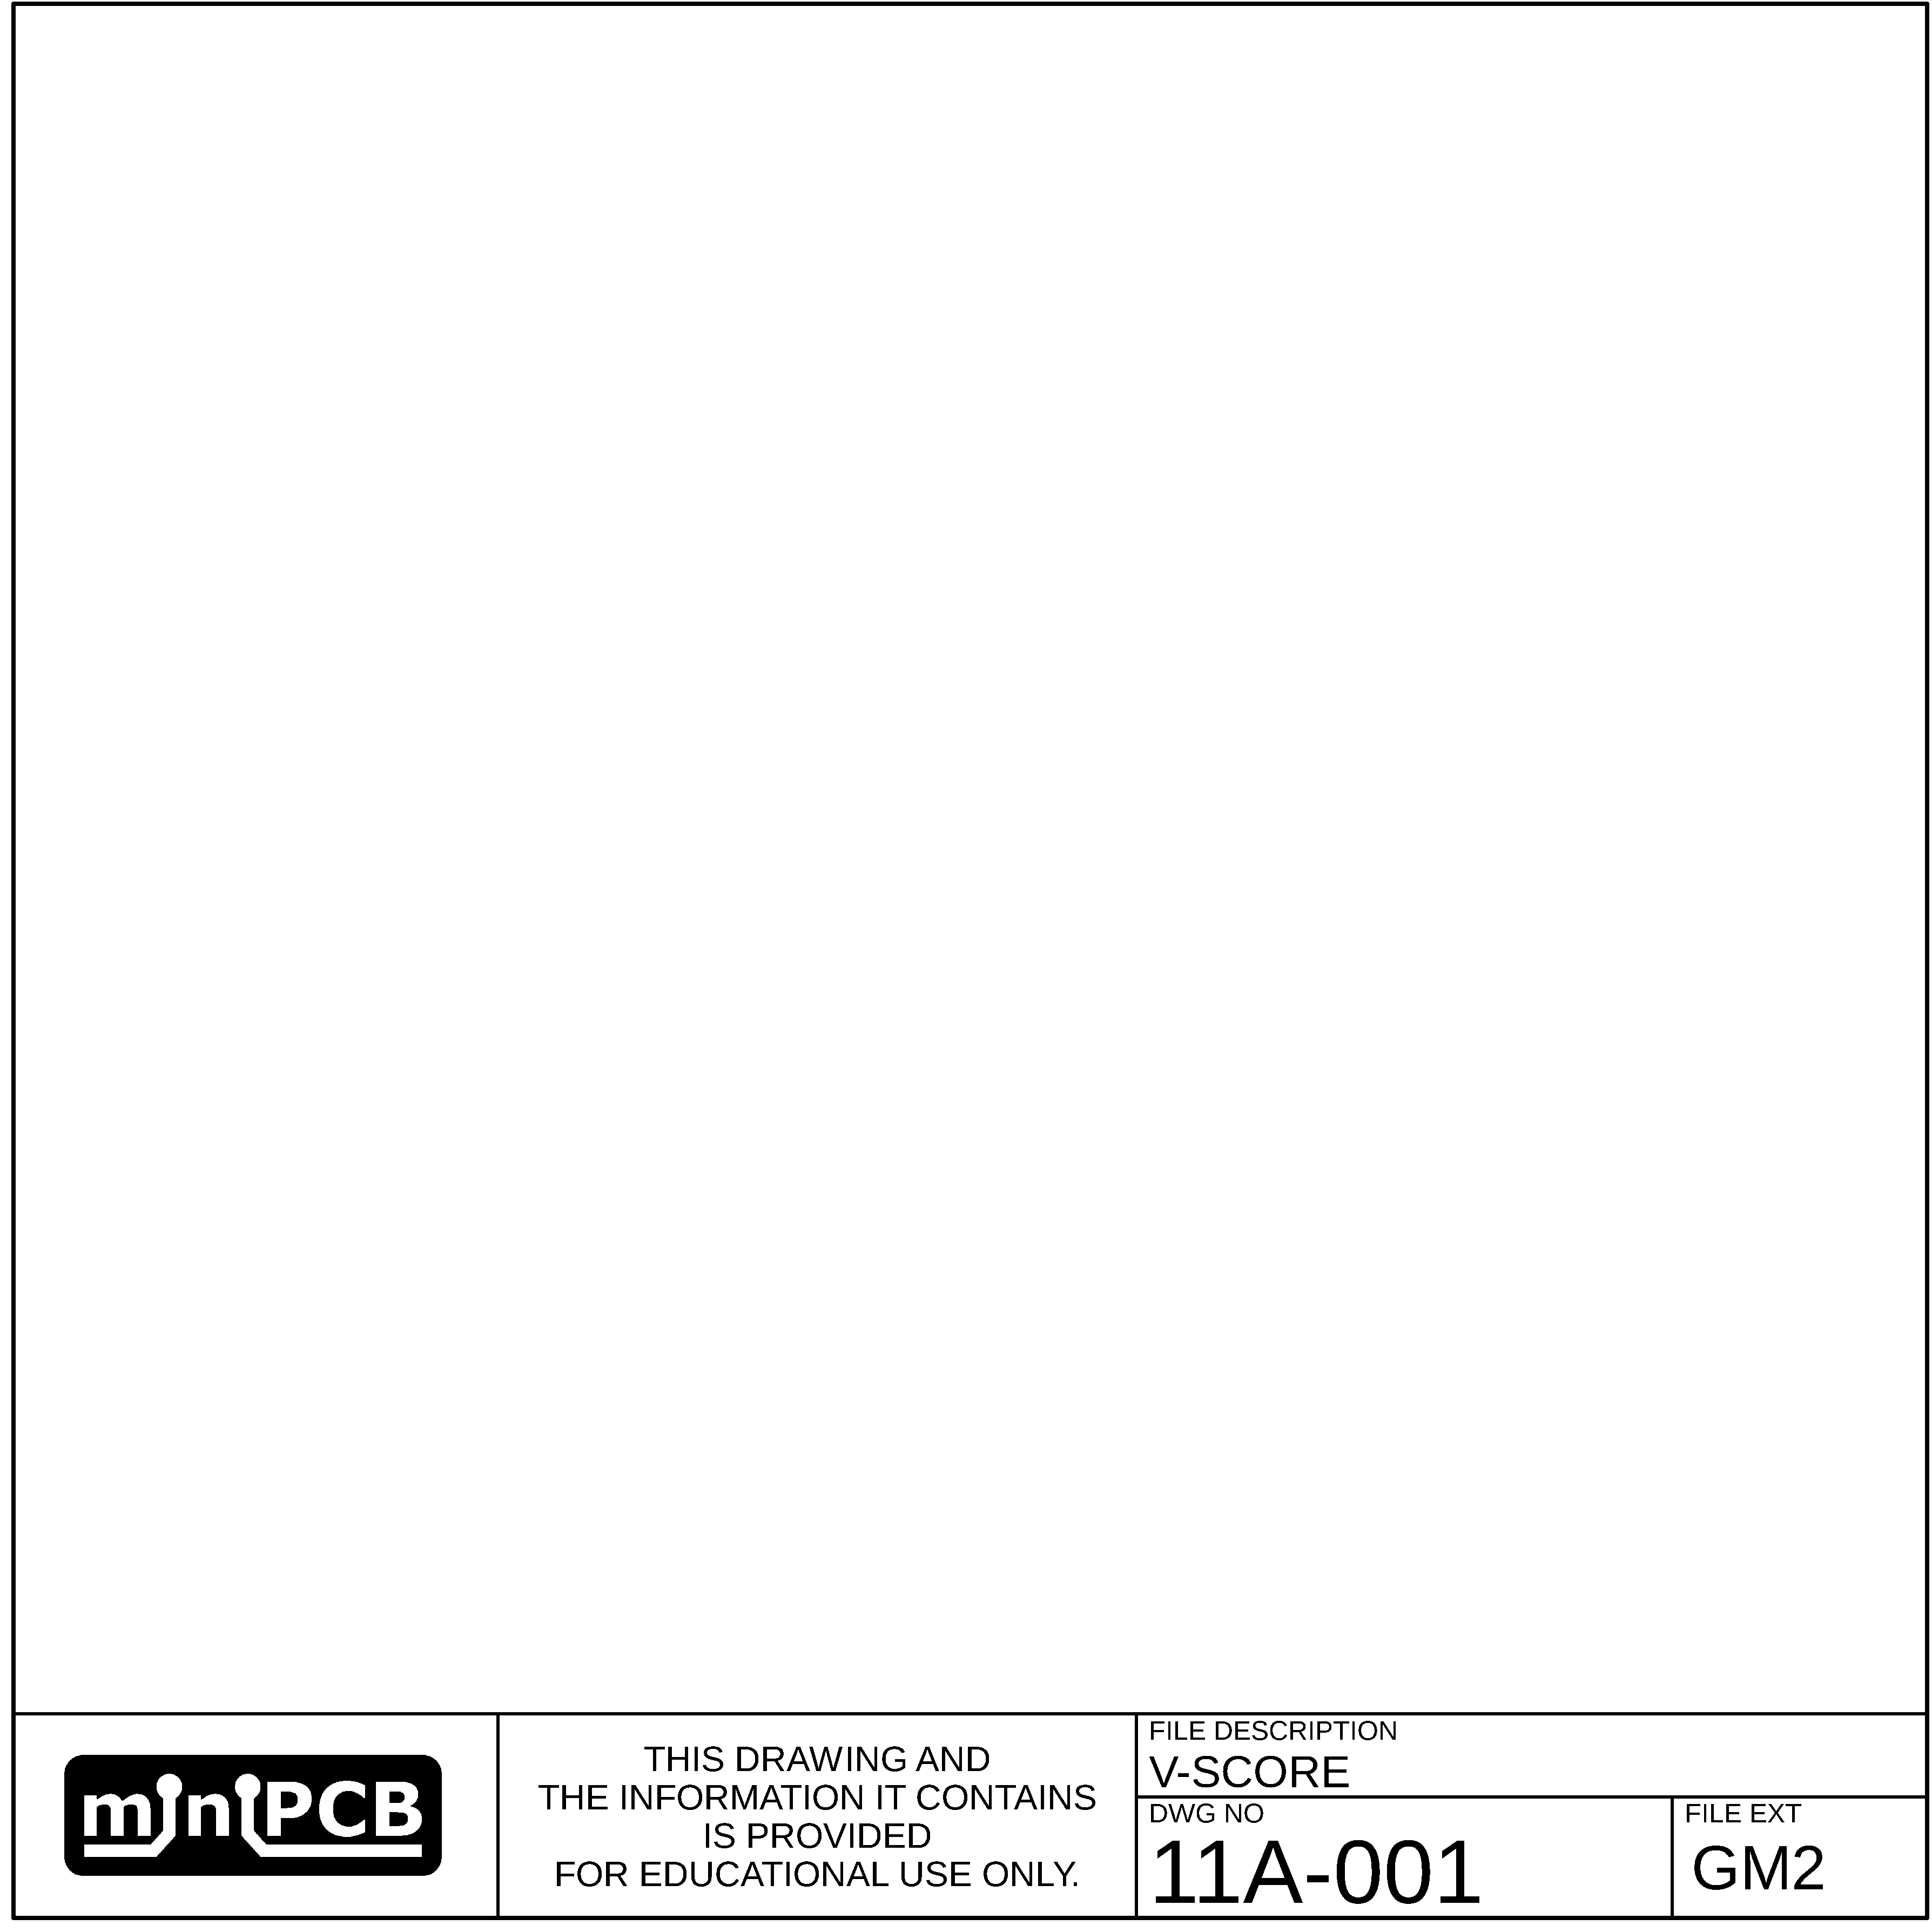 miniPCB
THIS DRAWING AND
THE INFORMATION IT CONTAINS
IS PROVIDED
FOR EDUCATIONAL USE ONLY.
FILE DESCRIPTION
V-SCORE
DWG NO
11A-001
FILE EXT
GM2